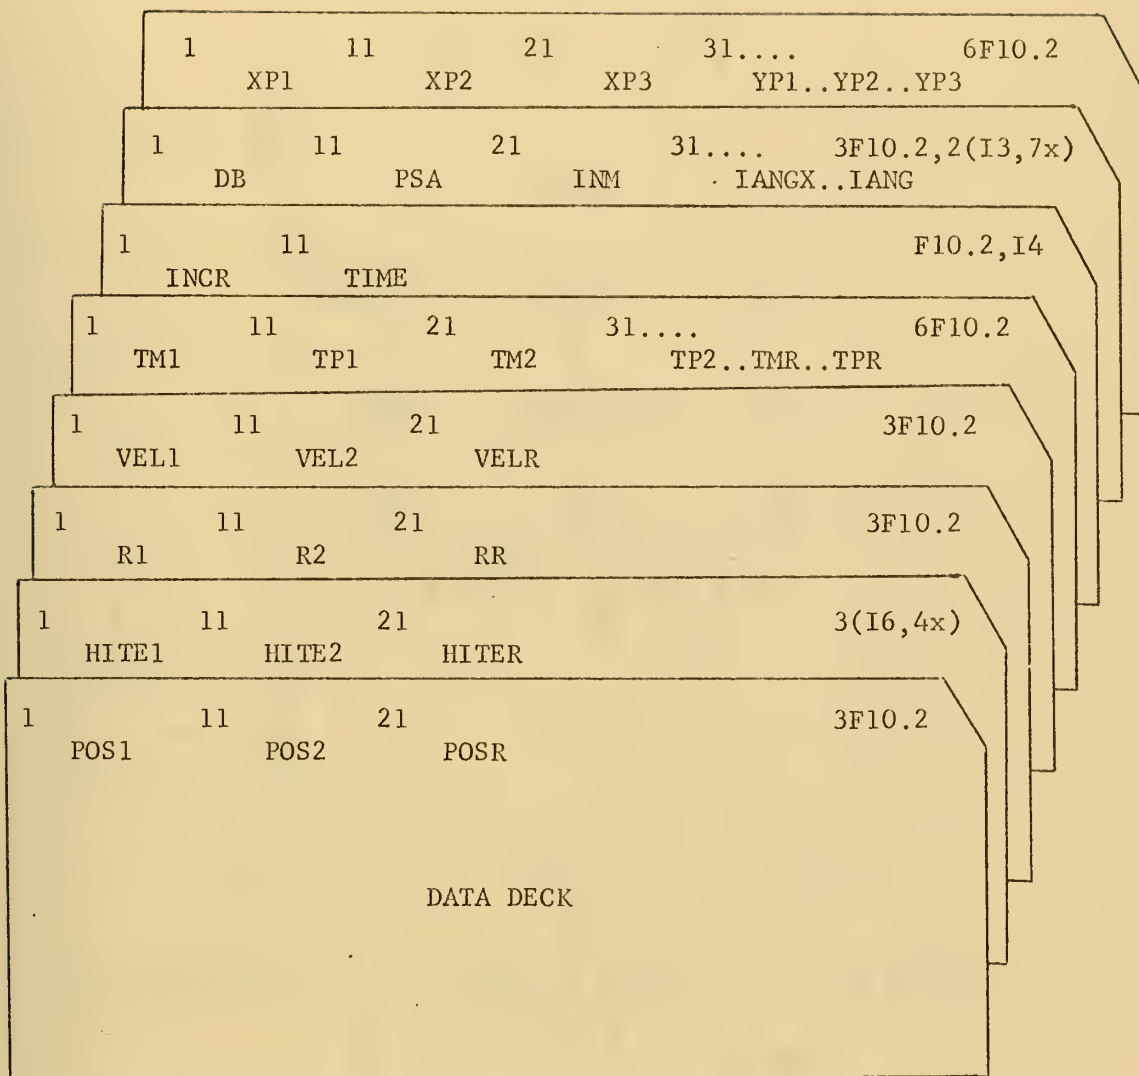 1 11 21 31.... 6F10.2
XP1 XP2 XP3 YP1..YP2..YP3
1 11 21 31.... 3F10.2,2(I3,7x)
DB PSA INM IANGX..IANG
1 11 F10.2,I4
INCR TIME
1 11 21 31.... 6F10.2
TM1 TP1 TM2 TP2..TMR..TPR
1 11 21 3F10.2
VEL1 VEL2 VELR
1 11 21 3F10.2
R1 R2 RR
1 11 21 3(I6,4x)
HITE1 HITE2 HITER
1 11 21 3F10.2
POS1 POS2 POSR
DATA DECK